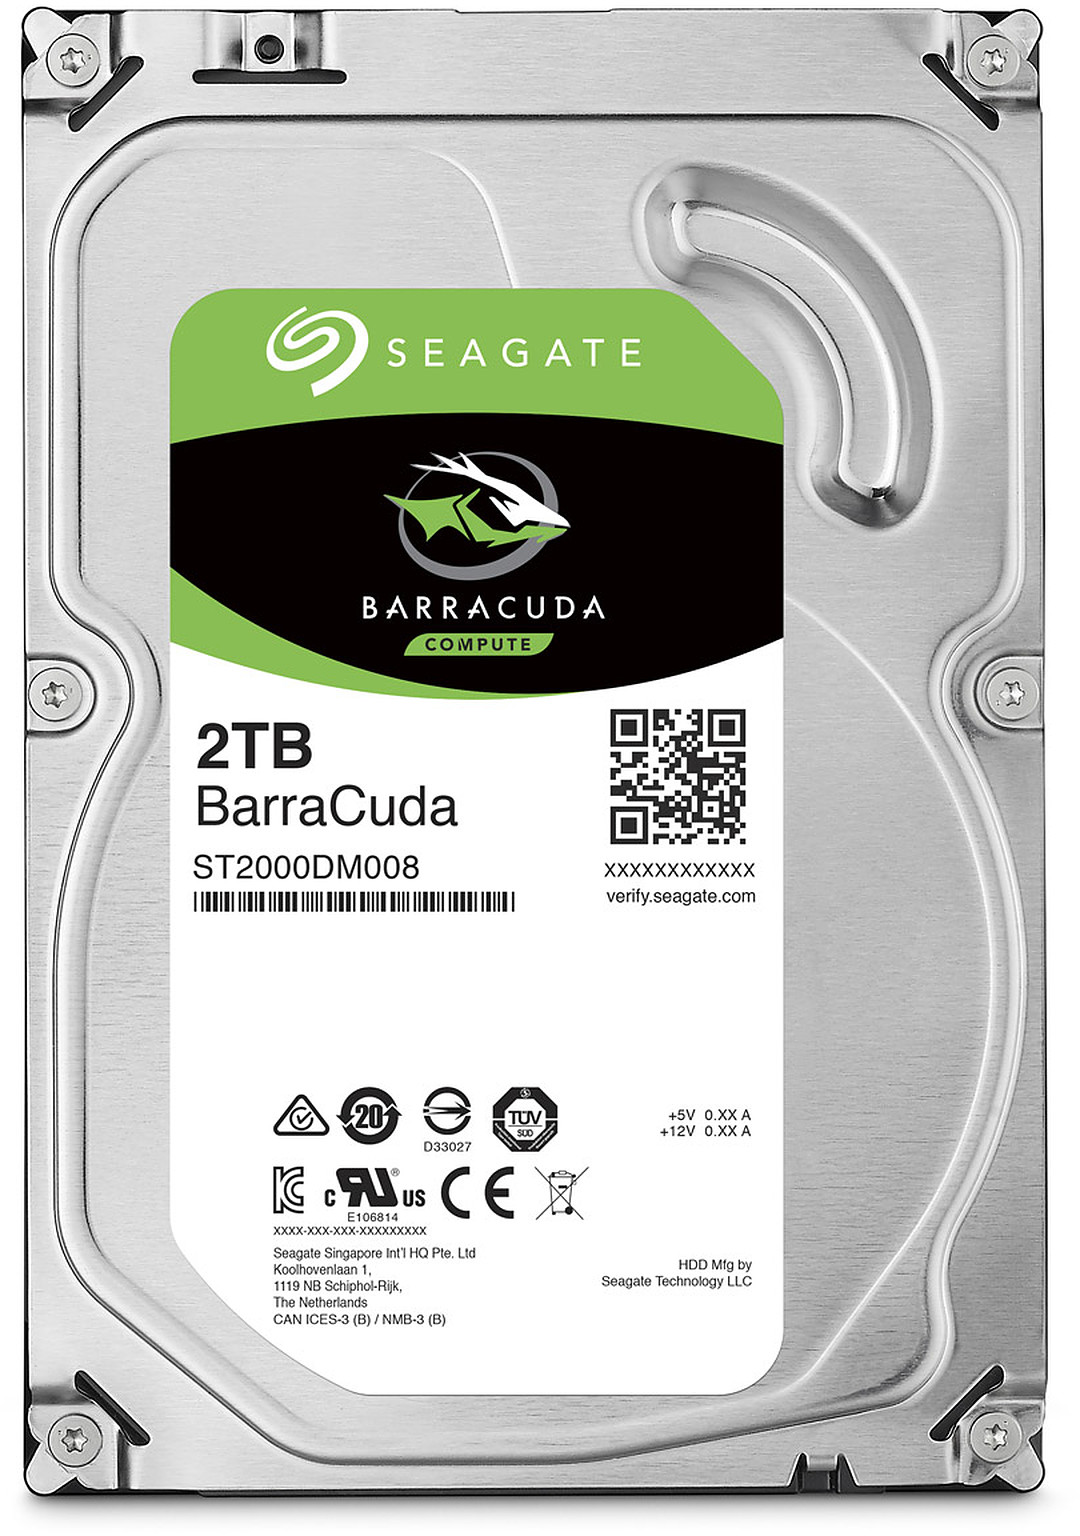 SEAGATE
BARRACUDA
COMPUTE
2TB
BarraCuda
ST2000DM008
XXXXXXXXXXXX
verify.seagate.com
20
D33027
TÜV
SÜD
+5V 0.XX A
+12V 0.XX A
c RU ® US
E106814
XXXX-XXX-XXX-XXXXXXXXX
CE
Seagate Singapore Int'l HQ Pte. Ltd
Koolhovenlaan 1,
1119 NB Schiphol-Rijk,
The Netherlands
CAN ICES-3 (B) / NMB-3 (B)
HDD Mfg by
Seagate Technology LLC